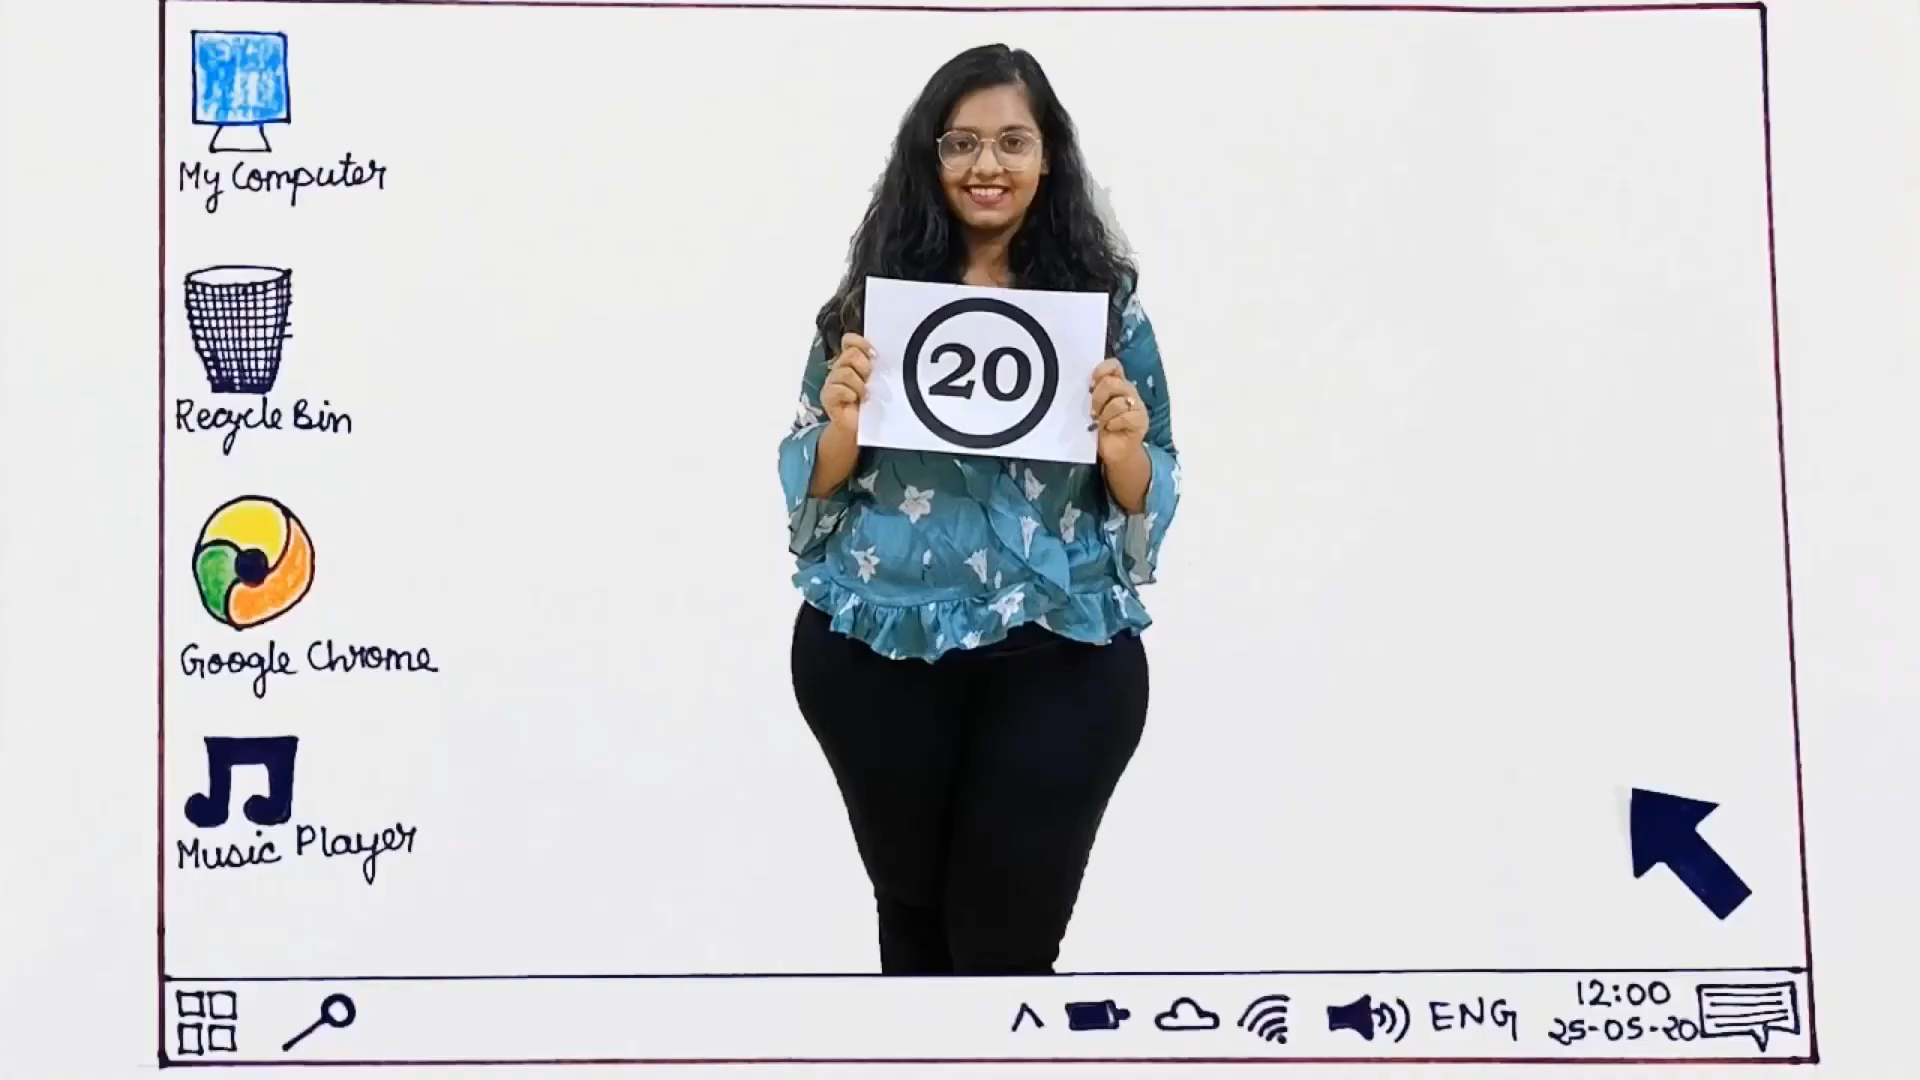 My Computer
Recycle Bin
Google Chrome
Music Player
20
ENG
12:00
25-05-20